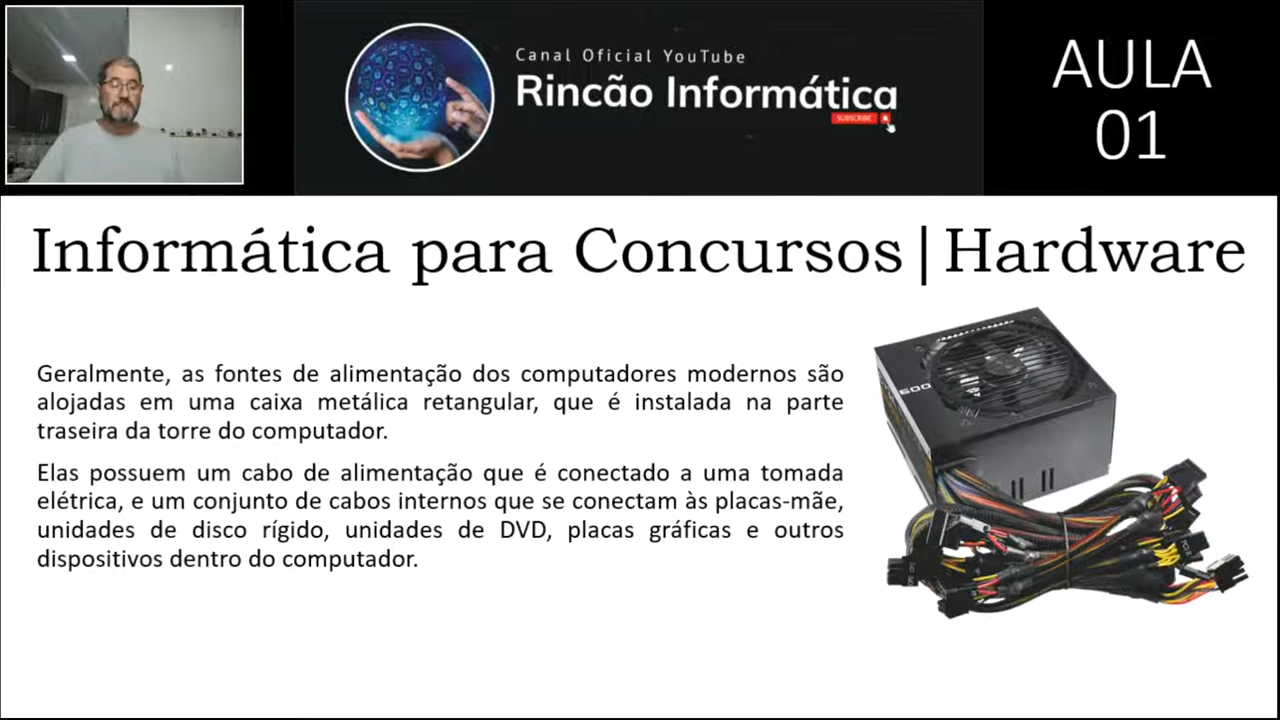 Canal Oficial YouTube
Rincão Informática
SUBSCRIBE
AULA
01
Informática para Concursos|Hardware
Geralmente, as fontes de alimentação dos computadores modernos são
alojadas em uma caixa metálica retangular, que é instalada na parte
traseira da torre do computador.
Elas possuem um cabo de alimentação que é conectado a uma tomada
elétrica, e um conjunto de cabos internos que se conectam às placas-mãe,
unidades de disco rígido, unidades de DVD, placas gráficas e outros
dispositivos dentro do computador.
600